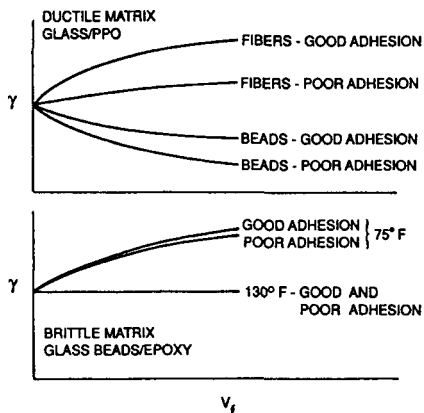 DUCTILE MATRIX
GLASS/PPO
FIBERS - GOOD ADHESION
γ
FIBERS - POOR ADHESION
BEADS - GOOD ADHESION
BEADS - POOR ADHESION
GOOD ADHESION
POOR ADHESION
75° F
γ
130° F - GOOD AND
POOR ADHESION
BRITTLE MATRIX
GLASS BEADS/EPOXY
V_f